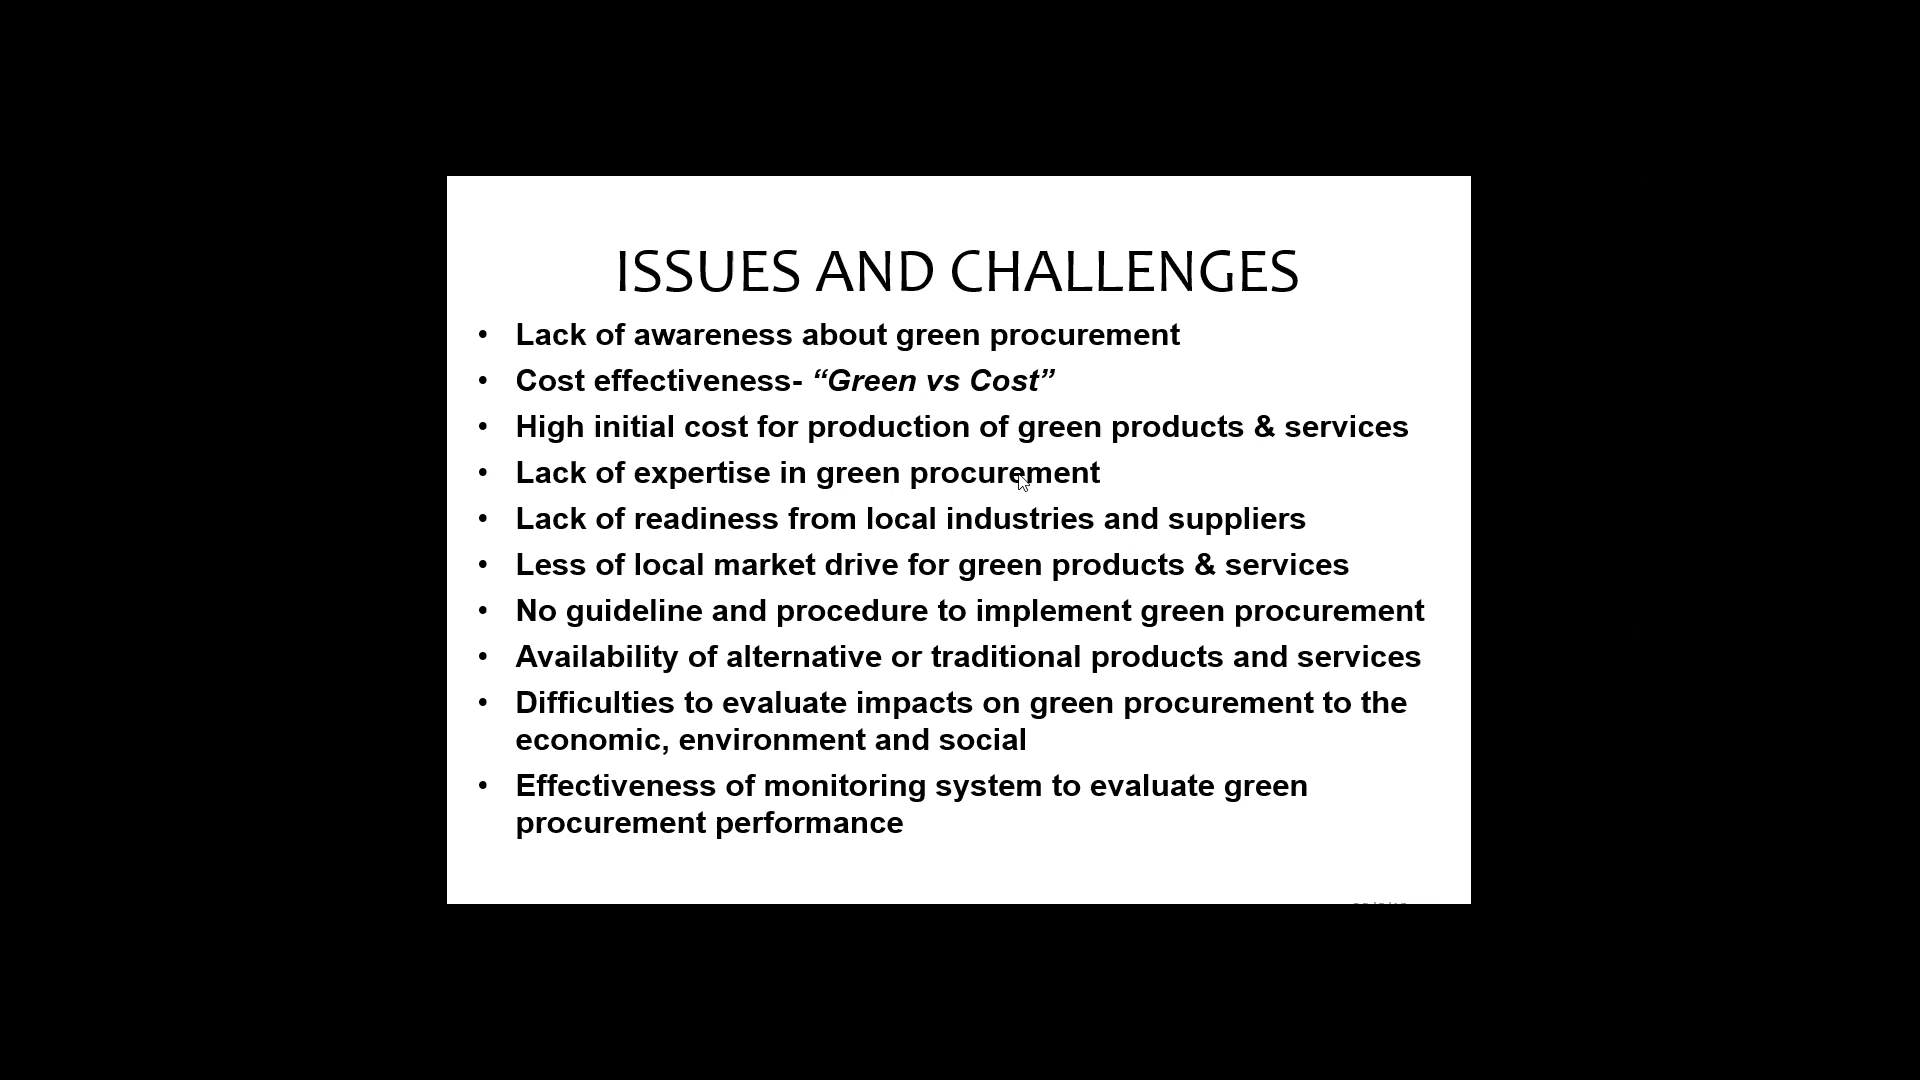 ISSUES AND CHALLENGES
• Lack of awareness about green procurement
• Cost effectiveness- “Green vs Cost”
• High initial cost for production of green products & services
• Lack of expertise in green procurement
• Lack of readiness from local industries and suppliers
• Less of local market drive for green products & services
• No guideline and procedure to implement green procurement
• Availability of alternative or traditional products and services
• Difficulties to evaluate impacts on green procurement to the
economic, environment and social
• Effectiveness of monitoring system to evaluate green
procurement performance